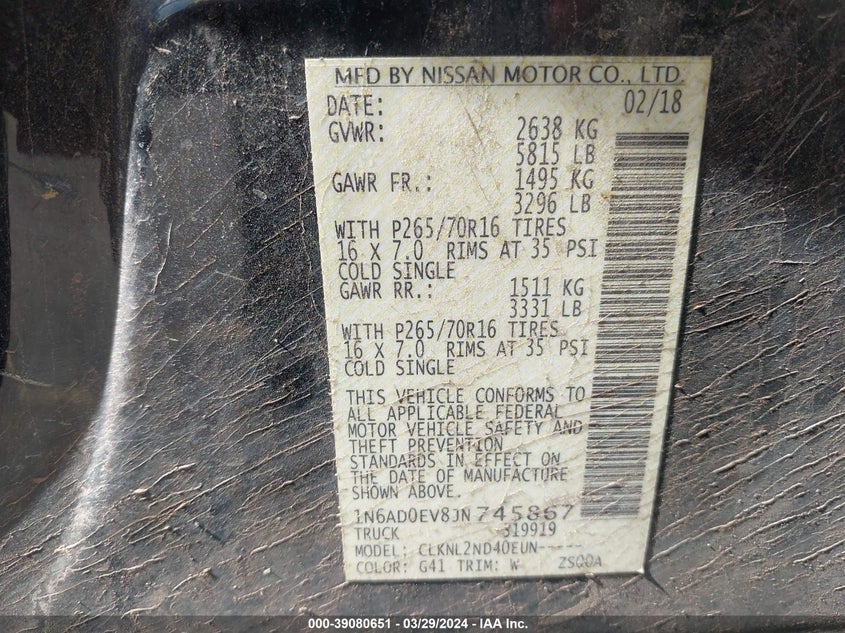 MFD BY NISSAN MOTOR CO., LTD.
DATE: 02/18
GVWR: 2638 KG
5815 LB
GAWR FR.: 1495 KG
3296 LB
WITH P265/70R16 TIRES
16 X 7.0 RIMS AT 35 PSI
COLD SINGLE
GAWR RR.: 1511 KG
3331 LB
WITH P265/70R16 TIRES
16 X 7.0 RIMS AT 35 PSI
COLD SINGLE
THIS VEHICLE CONFORMS TO
ALL APPLICABLE FEDERAL
MOTOR VEHICLE SAFETY AND
THEFT PREVENTION
STANDARDS IN EFFECT ON
THE DATE OF MANUFACTURE
SHOWN ABOVE.
1N6AD0EV8JN745867
TRUCK 319919
MODEL: CLKNL2ND40EUN-----
COLOR: G41 TRIM: W ZS00A
000-39080651 / 03/29/2024 - IAA Inc.